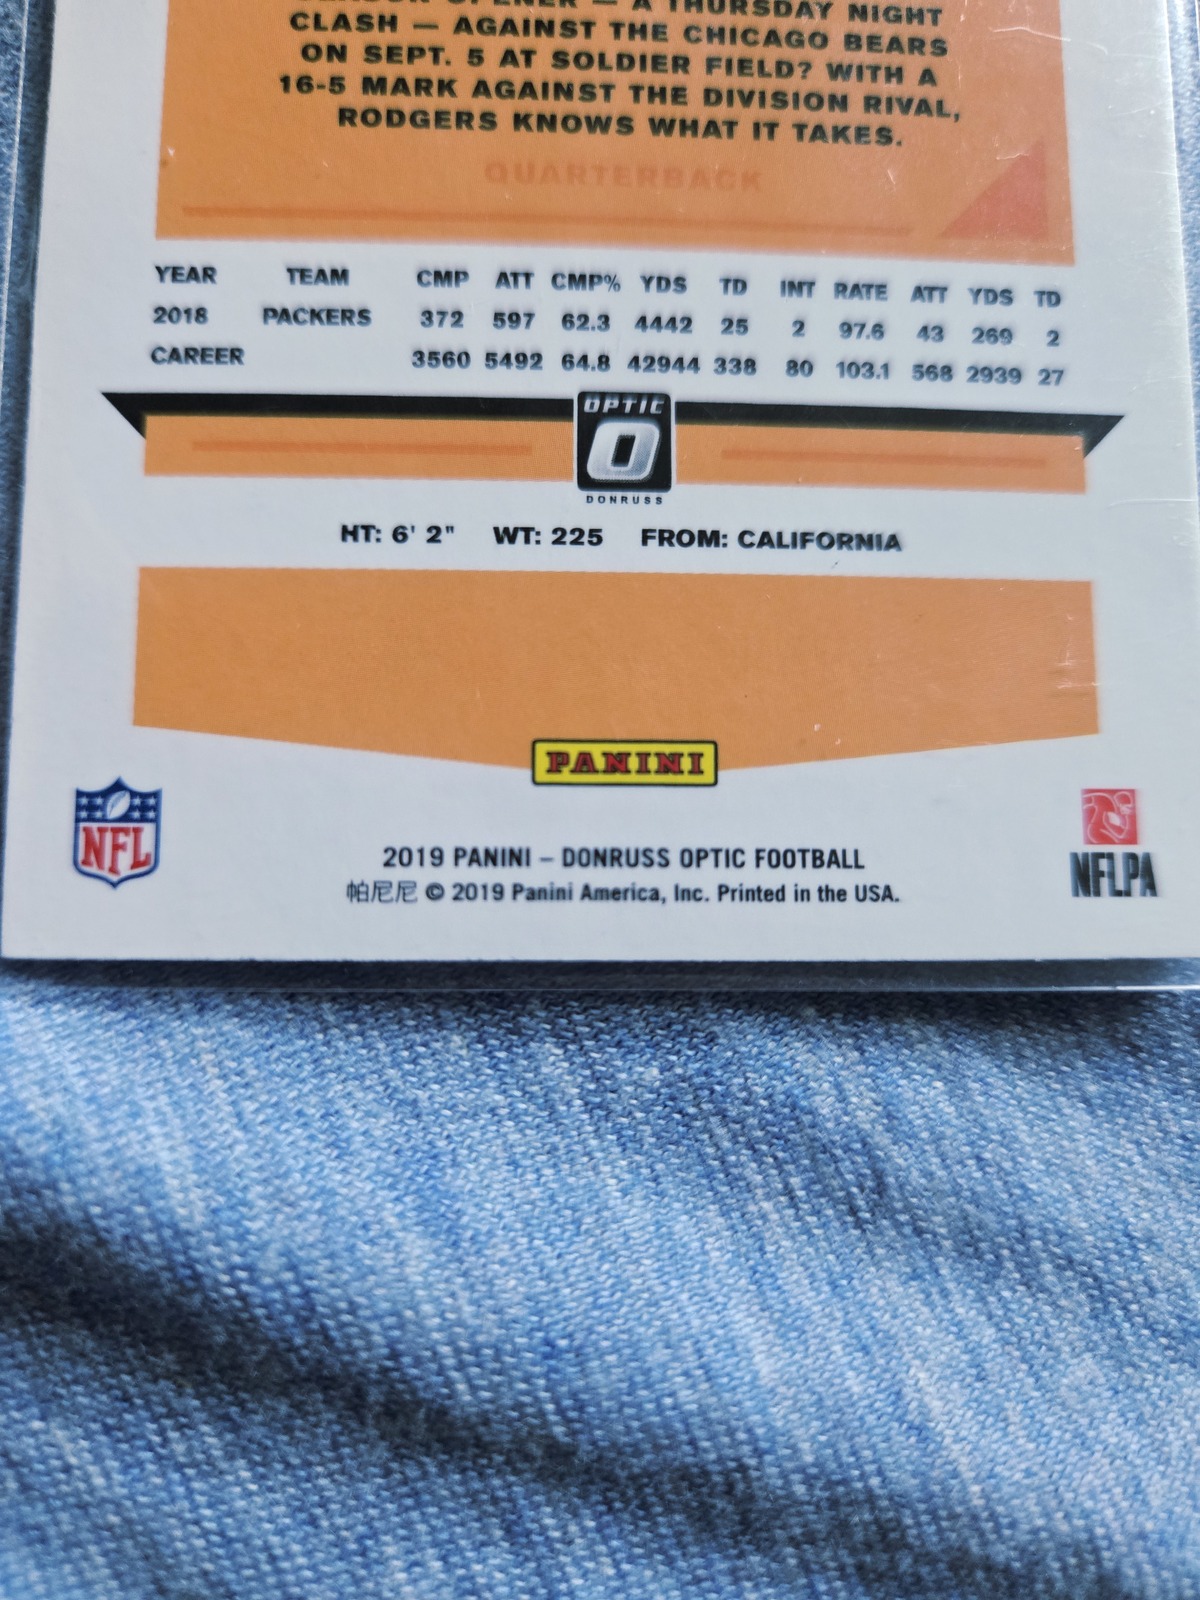 SEASON OPENER — A THURSDAY NIGHT
CLASH — AGAINST THE CHICAGO BEARS
ON SEPT. 5 AT SOLDIER FIELD? WITH A
16-5 MARK AGAINST THE DIVISION RIVAL,
RODGERS KNOWS WHAT IT TAKES.
QUARTERBACK
YEAR TEAM CMP ATT CMP% YDS TD INT RATE ATT YDS TD
2018 PACKERS 372 597 62.3 4442 25 2 97.6 43 269 2
CAREER 3560 5492 64.8 42944 338 80 103.1 568 2939 27
OPTIC
O
DONRUSS
HT: 6' 2" WT: 225 FROM: CALIFORNIA
PANINI
NFL
2019 PANINI – DONRUSS OPTIC FOOTBALL
帕尼尼 © 2019 Panini America, Inc. Printed in the USA.
NFLPA